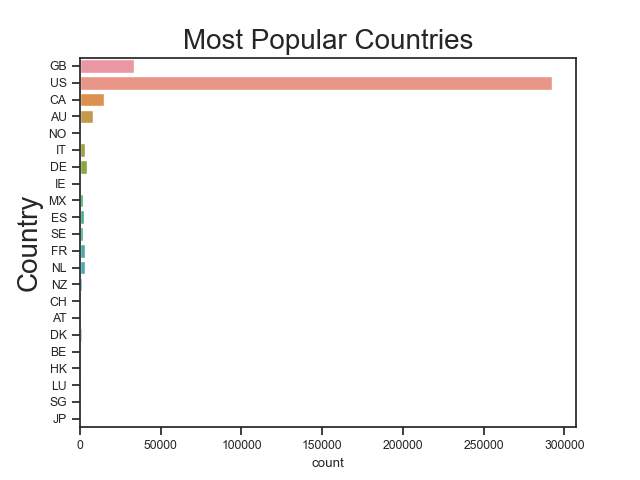 Most Popular Countries
Country
GB
US
CA
AU
NO
IT
DE
IE
MX
ES
SE
FR
NL
NZ
CH
AT
DK
BE
HK
LU
SG
JP
0 50000 100000 150000 200000 250000 300000
count